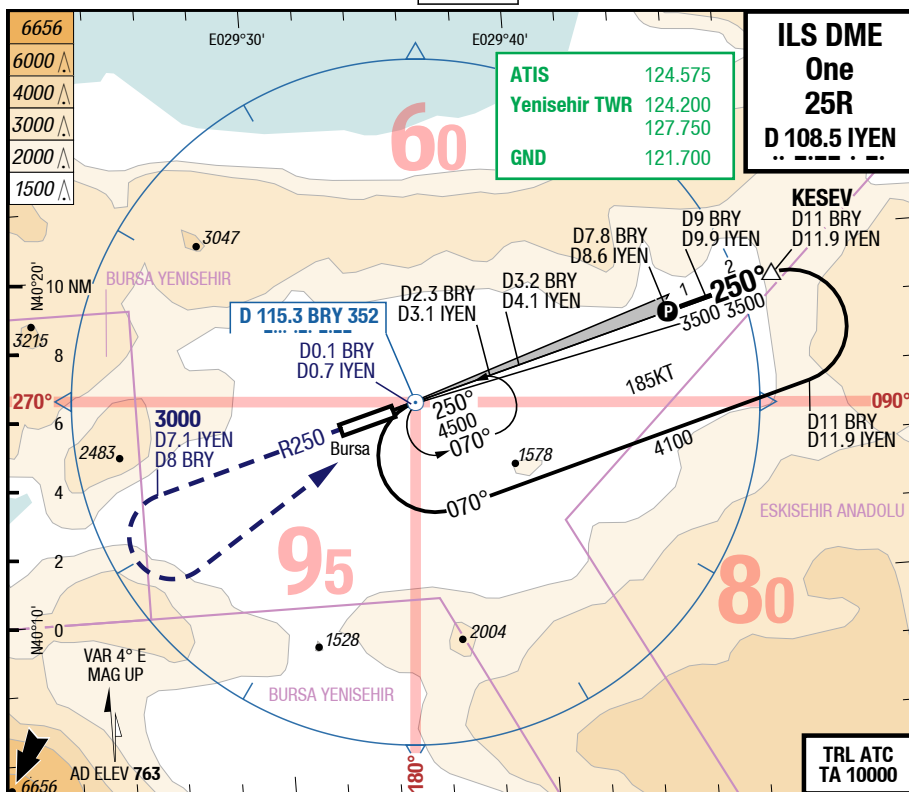 6656
6000
4000
3000
2000
1500
E029°30'
E029°40'
ATIS 124.575
Yenisehir TWR 124.200
127.750
GND 121.700
ILS DME
One
25R
D 108.5 IYEN
60
KESEV
D11 BRY
D11.9 IYEN
D9 BRY
D9.9 IYEN
D7.8 BRY
D8.6 IYEN
D3.2 BRY
D4.1 IYEN
D2.3 BRY
D3.1 IYEN
3047
N40°20'
10 NM
BURSA YENISEHIR
1
2
250°
P
3500
3500
D 115.3 BRY 352
D0.1 BRY
D0.7 IYEN
3215
8
185KT
270°
090°
6
3000
D7.1 IYEN
D8 BRY
R250
Bursa
250°
4500
070°
D11 BRY
D11.9 IYEN
4100
2483
1578
4
070°
ESKISEHIR ANADOLU
2
95
80
N40°10'
0
1528
2004
VAR 4° E
MAG UP
BURSA YENISEHIR
AD ELEV 763
180°
6656
TRL ATC
TA 10000